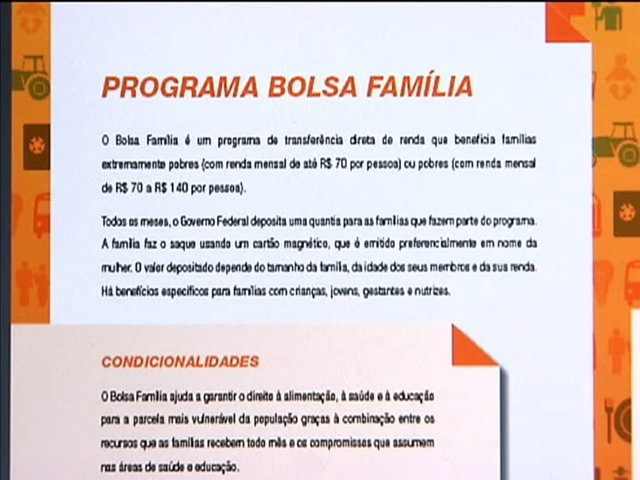 PROGRAMA BOLSA FAMÍLIA
O Bolsa Família é um programa de transferência direta de renda que beneficia famílias
extremamente pobres (com renda mensal de até R$ 70 por pessoa) ou pobres (com renda mensal
de R$ 70 a R$ 140 por pessoa).
Todos os meses, o Governo Federal deposita uma quantia para as famílias que fazem parte do programa.
A família faz o saque usando um cartão magnético, que é emitido preferencialmente em nome da
mulher. O valor depositado depende do tamanho da família, da idade dos seus membros e da sua renda.
Há benefícios específicos para famílias com crianças, jovens, gestantes e nutrizes.
CONDICIONALIDADES
O Bolsa Família ajuda a garantir o direito à alimentação, à saúde e à educação
para a parcela mais vulnerável da população graças à combinação entre os
recursos que as famílias recebem todo mês e os compromissos que assumem
nas áreas de saúde e educação.